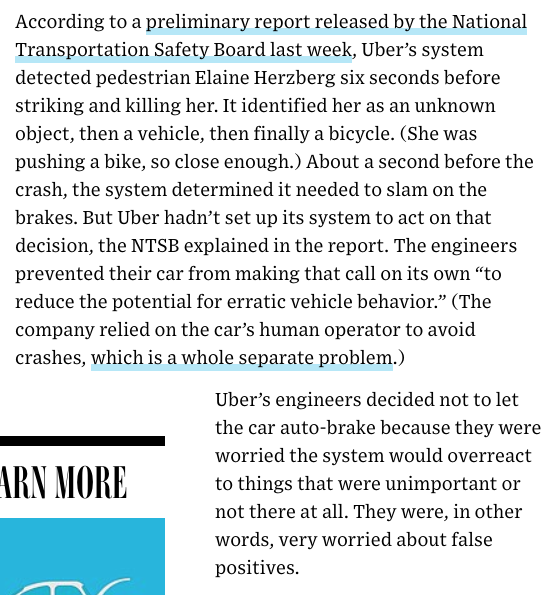 According to a preliminary report released by the National
Transportation Safety Board last week, Uber’s system
detected pedestrian Elaine Herzberg six seconds before
striking and killing her. It identified her as an unknown
object, then a vehicle, then finally a bicycle. (She was
pushing a bike, so close enough.) About a second before the
crash, the system determined it needed to slam on the
brakes. But Uber hadn’t set up its system to act on that
decision, the NTSB explained in the report. The engineers
prevented their car from making that call on its own “to
reduce the potential for erratic vehicle behavior.” (The
company relied on the car’s human operator to avoid
crashes, which is a whole separate problem.)
Uber’s engineers decided not to let
the car auto-brake because they were
worried the system would overreact
to things that were unimportant or
not there at all. They were, in other
words, very worried about false
positives.
ARN MORE